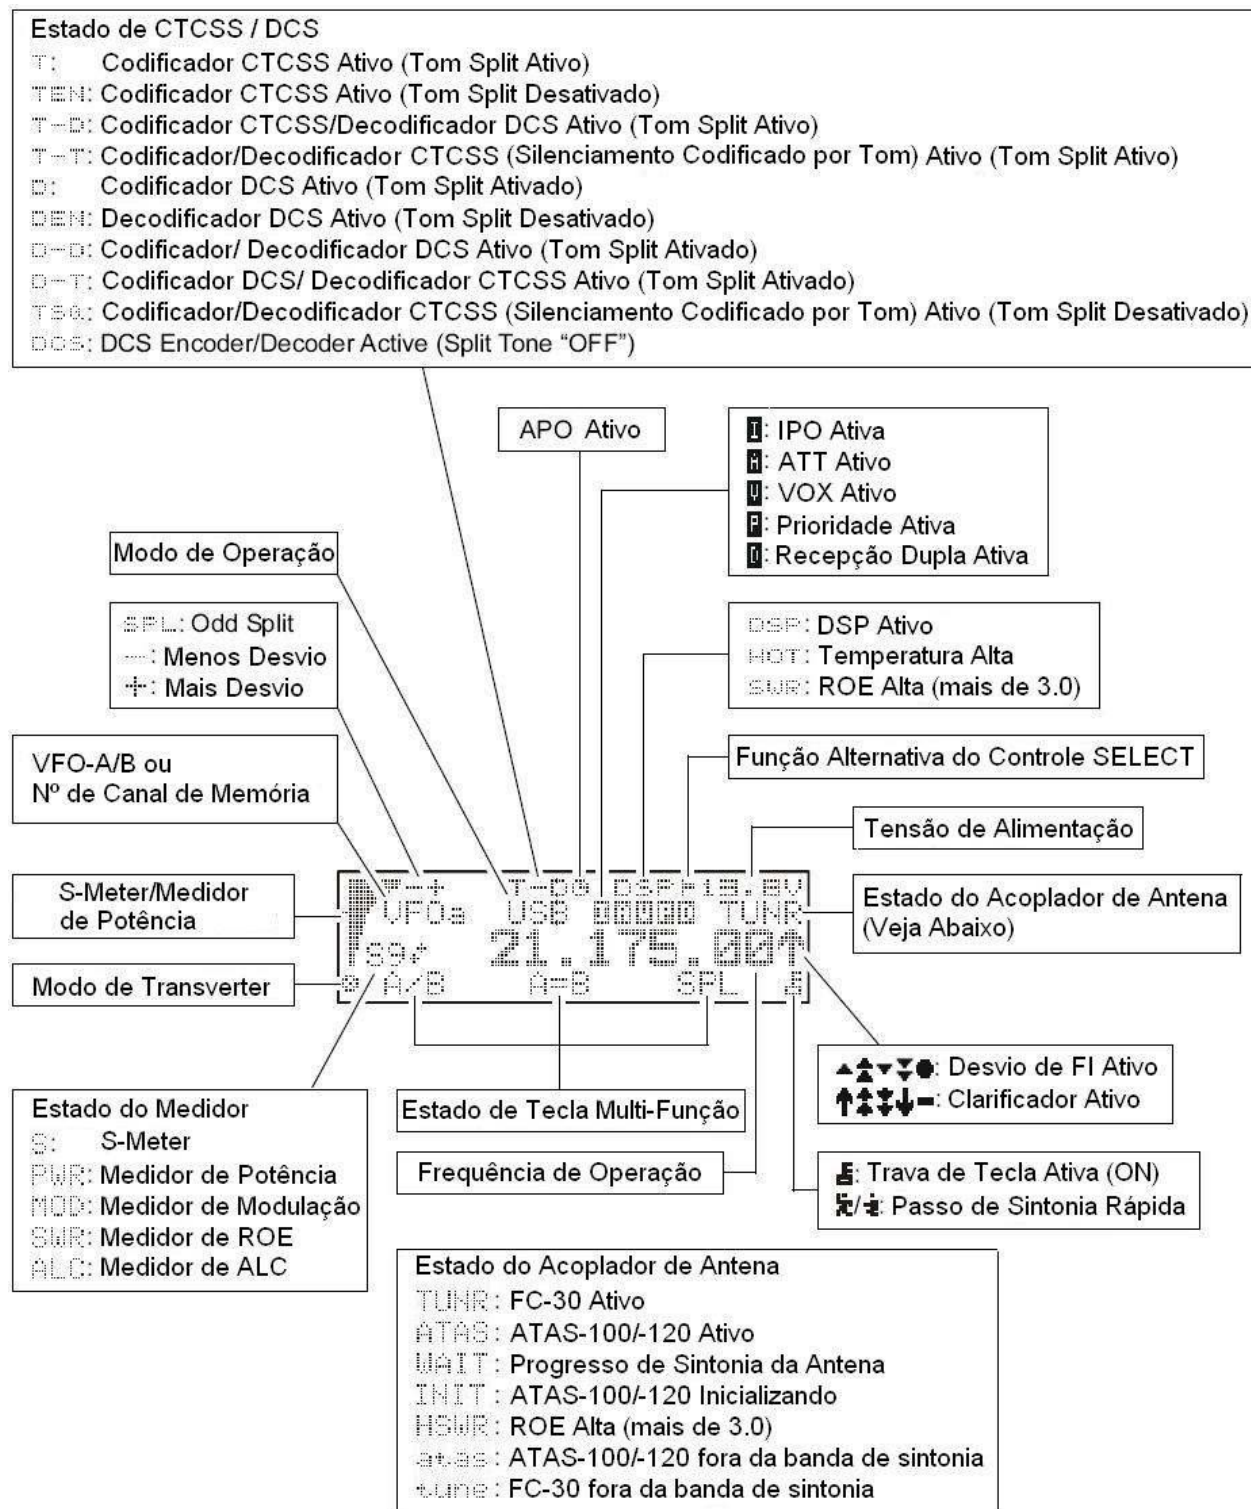 Estado de CTCSS / DCS
T: Codificador CTCSS Ativo (Tom Split Ativo)
TEN: Codificador CTCSS Ativo (Tom Split Desativado)
T-D: Codificador CTCSS/Decodificador DCS Ativo (Tom Split Ativo)
T-T: Codificador/Decodificador CTCSS (Silenciamento Codificado por Tom) Ativo (Tom Split Ativo)
D: Codificador DCS Ativo (Tom Split Ativado)
DEN: Decodificador DCS Ativo (Tom Split Desativado)
D-D: Codificador/ Decodificador DCS Ativo (Tom Split Ativado)
D-T: Codificador DCS/ Decodificador CTCSS Ativo (Tom Split Ativado)
TSQ: Codificador/Decodificador CTCSS (Silenciamento Codificado por Tom) Ativo (Tom Split Desativado)
DCS: DCS Encoder/Decoder Active (Split Tone “OFF”)
APO Ativo
I: IPO Ativa
A: ATT Ativo
V: VOX Ativo
P: Prioridade Ativa
D: Recepção Dupla Ativa
Modo de Operação
SPL: Odd Split
-: Menos Desvio
+: Mais Desvio
DSP: DSP Ativo
HOT: Temperatura Alta
SWR: ROE Alta (mais de 3.0)
VFO-A/B ou
Nº de Canal de Memória
Função Alternativa do Controle SELECT
Tensão de Alimentação
S-Meter/Medidor
de Potência
Estado do Acoplador de Antena
(Veja Abaixo)
Modo de Transverter
-+ T-D DSP 13.8V
VFOa USB TUNR
S9 21.175.00↑
A/B A=B SPL
▲▼●: Desvio de FI Ativo
↑↓-: Clarificador Ativo
Estado do Medidor
S: S-Meter
PWR: Medidor de Potência
MOD: Medidor de Modulação
SWR: Medidor de ROE
ALC: Medidor de ALC
Estado de Tecla Multi-Função
Frequência de Operação
: Trava de Tecla Ativa (ON)
/: Passo de Sintonia Rápida
Estado do Acoplador de Antena
TUNR: FC-30 Ativo
ATAS: ATAS-100/-120 Ativo
WAIT: Progresso de Sintonia da Antena
INIT: ATAS-100/-120 Inicializando
HSWR: ROE Alta (mais de 3.0)
atas: ATAS-100/-120 fora da banda de sintonia
tune: FC-30 fora da banda de sintonia